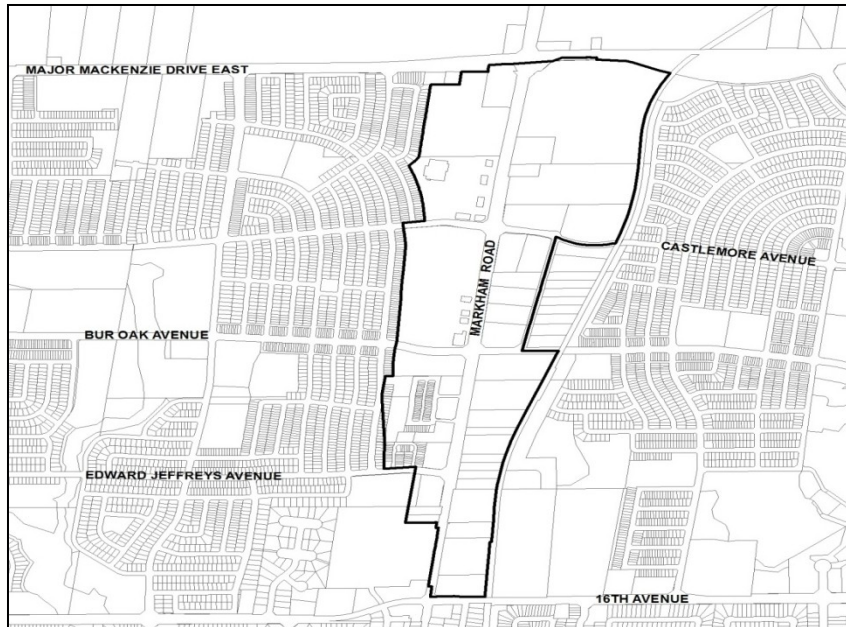 MAJOR MACKENZIE DRIVE EAST
CASTLEMORE AVENUE
MARKHAM ROAD
BUR OAK AVENUE
EDWARD JEFFREYS AVENUE
16TH AVENUE